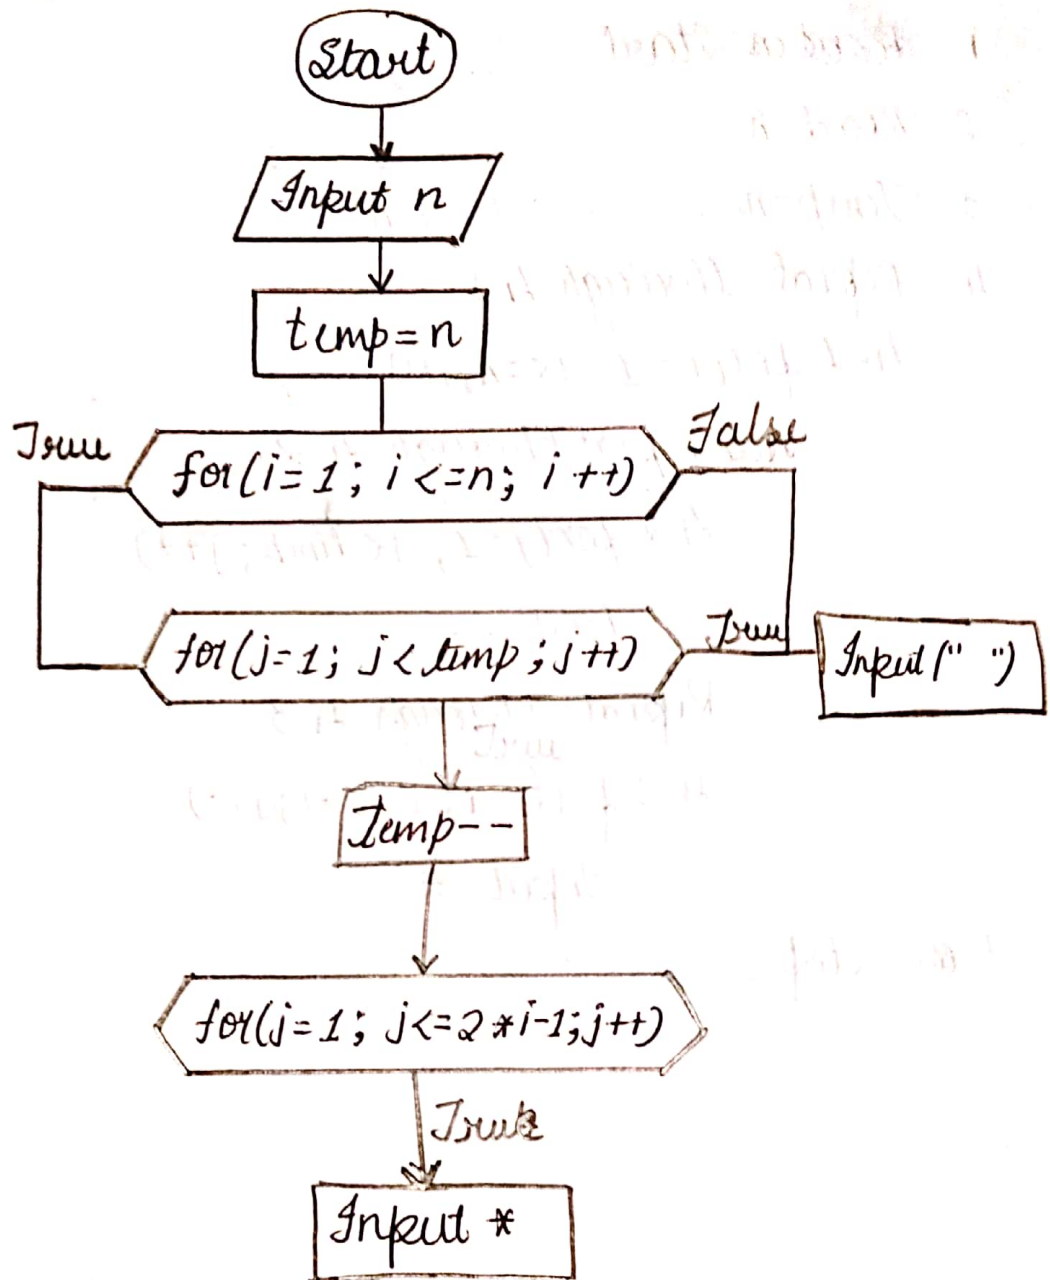 Start
Input n
temp=n
True
for(i=1; i<=n; i++)
False
for(j=1; j<temp; j++)
True
Input(" ")
temp--
for(j=1; j<=2*i-1; j++)
True
Input *